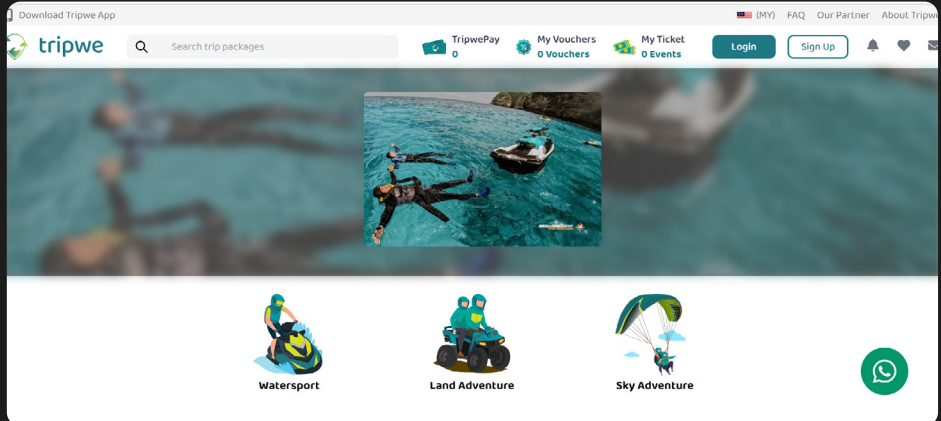 Download Tripwe App
(MY) FAQ Our Partner About
tripwe
Search trip packages
TripwePay
0
My Vouchers
0 Vouchers
My Ticket
0 Events
Login
Sign Up
Watersport
Land Adventure
Sky Adventure